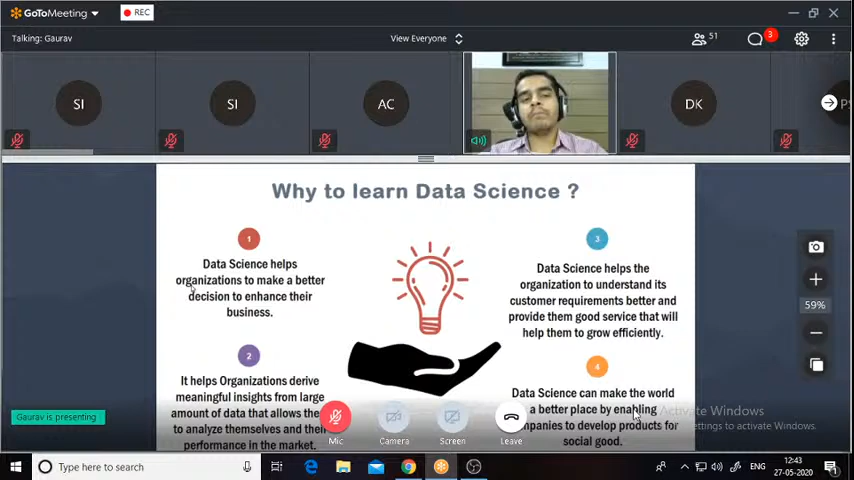 GoToMeeting
REC
Talking: Gaurav
View Everyone
51
3
SI
SI
AC
DK
Why to learn Data Science ?
1
Data Science helps
organizations to make a better
decision to enhance their
business.
2
It helps Organizations derive
meaningful insights from large
amount of data that allows
to analyze themselves and their
performance in the market.
3
Data Science helps the
organization to understand its
customer requirements better and
provide them good service that will
help them to grow efficiently.
4
Data Science can make the world
a better place by enabling
companies to develop products for
social good.
59%
Activate Windows
settings to activate Windows.
Gaurav is presenting
Mic
Camera
Screen
Leave
Type here to search
ENG
12:43
27-05-2020